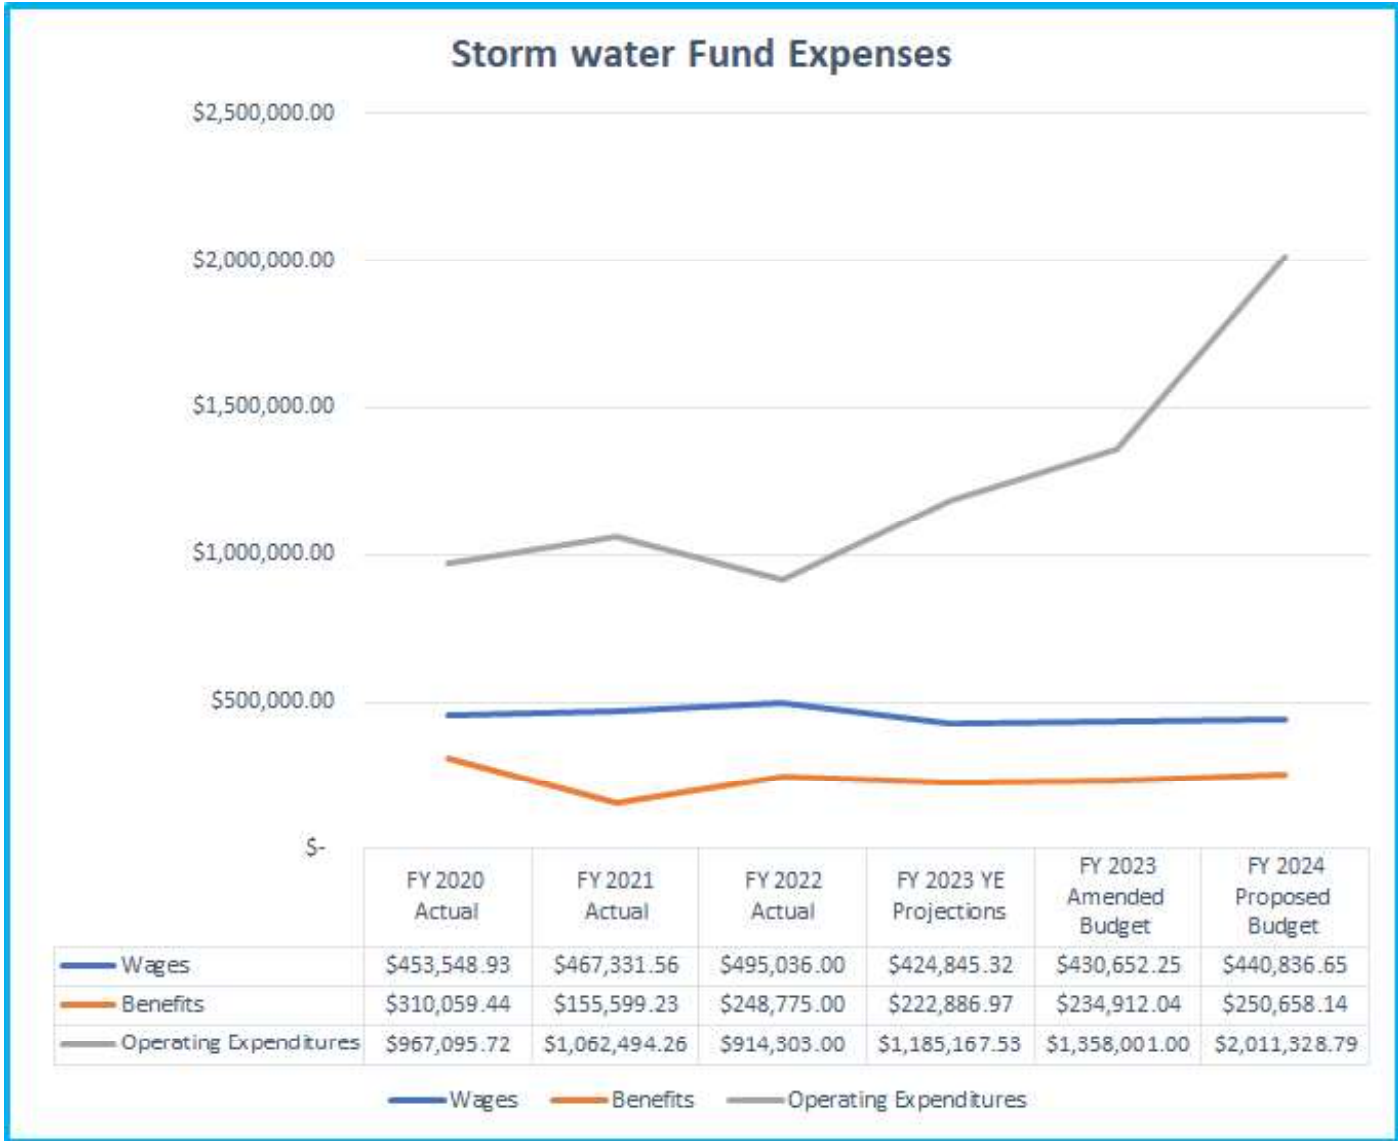 Storm water Fund Expenses
$2,500,000.00
$2,000,000.00
$1,500,000.00
$1,000,000.00
$500,000.00
$-
FY 2020 Actual
FY 2021 Actual
FY 2022 Actual
FY 2023 YE Projections
FY 2023 Amended Budget
FY 2024 Proposed Budget
Wages $453,548.93 $467,331.56 $495,036.00 $424,845.32 $430,652.25 $440,836.65
Benefits $310,059.44 $155,599.23 $248,775.00 $222,886.97 $234,912.04 $250,658.14
Operating Expenditures $967,095.72 $1,062,494.26 $914,303.00 $1,185,167.53 $1,358,001.00 $2,011,328.79
Wages Benefits Operating Expenditures